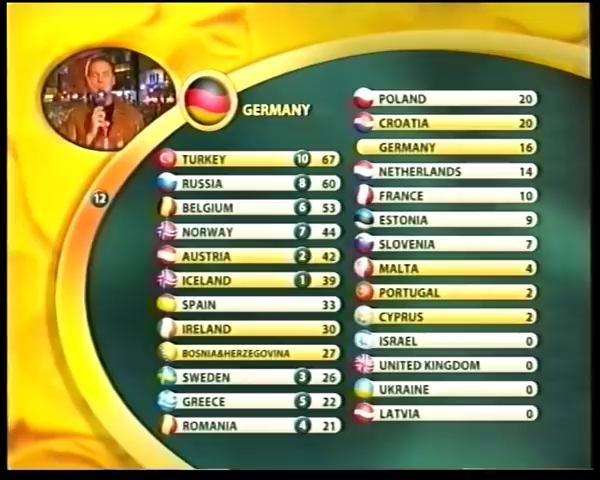 GERMANY
12
TURKEY 10 67
RUSSIA 8 60
BELGIUM 6 53
NORWAY 7 44
AUSTRIA 2 42
ICELAND 1 39
SPAIN 33
IRELAND 30
BOSNIA&HERZEGOVINA 27
SWEDEN 3 26
GREECE 5 22
ROMANIA 4 21
POLAND 20
CROATIA 20
GERMANY 16
NETHERLANDS 14
FRANCE 10
ESTONIA 9
SLOVENIA 7
MALTA 4
PORTUGAL 2
CYPRUS 2
ISRAEL 0
UNITED KINGDOM 0
UKRAINE 0
LATVIA 0